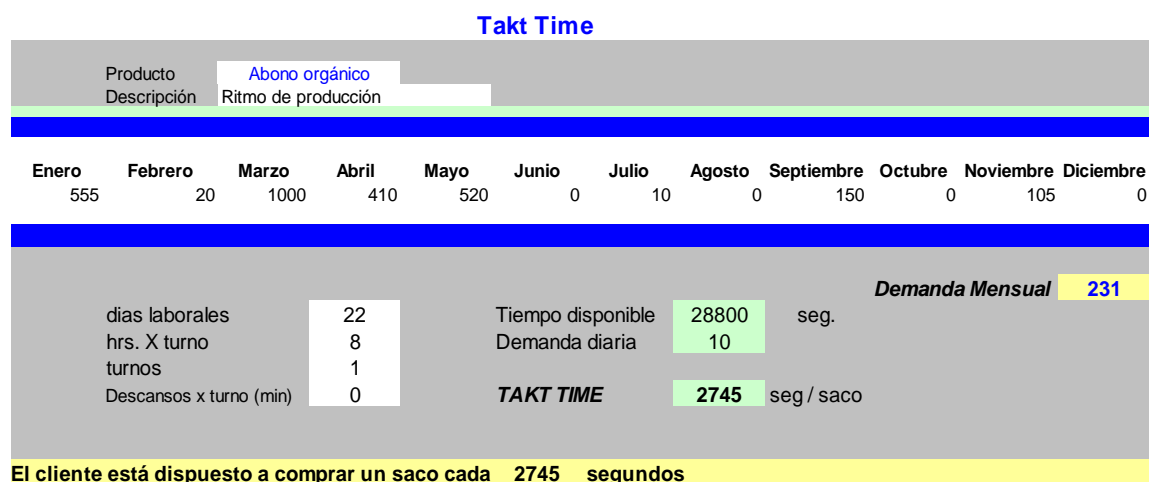 Takt Time
Producto Abono orgánico
Descripción Ritmo de producción
Enero Febrero Marzo Abril Mayo Junio Julio Agosto Septiembre Octubre Noviembre Diciembre
555 20 1000 410 520 0 10 0 150 0 105 0
Demanda Mensual 231
dias laborales 22 Tiempo disponible 28800 seg.
hrs. X turno 8 Demanda diaria 10
turnos 1
Descansos x turno (min) 0 TAKT TIME 2745 seg / saco
El cliente está dispuesto a comprar un saco cada 2745 segundos